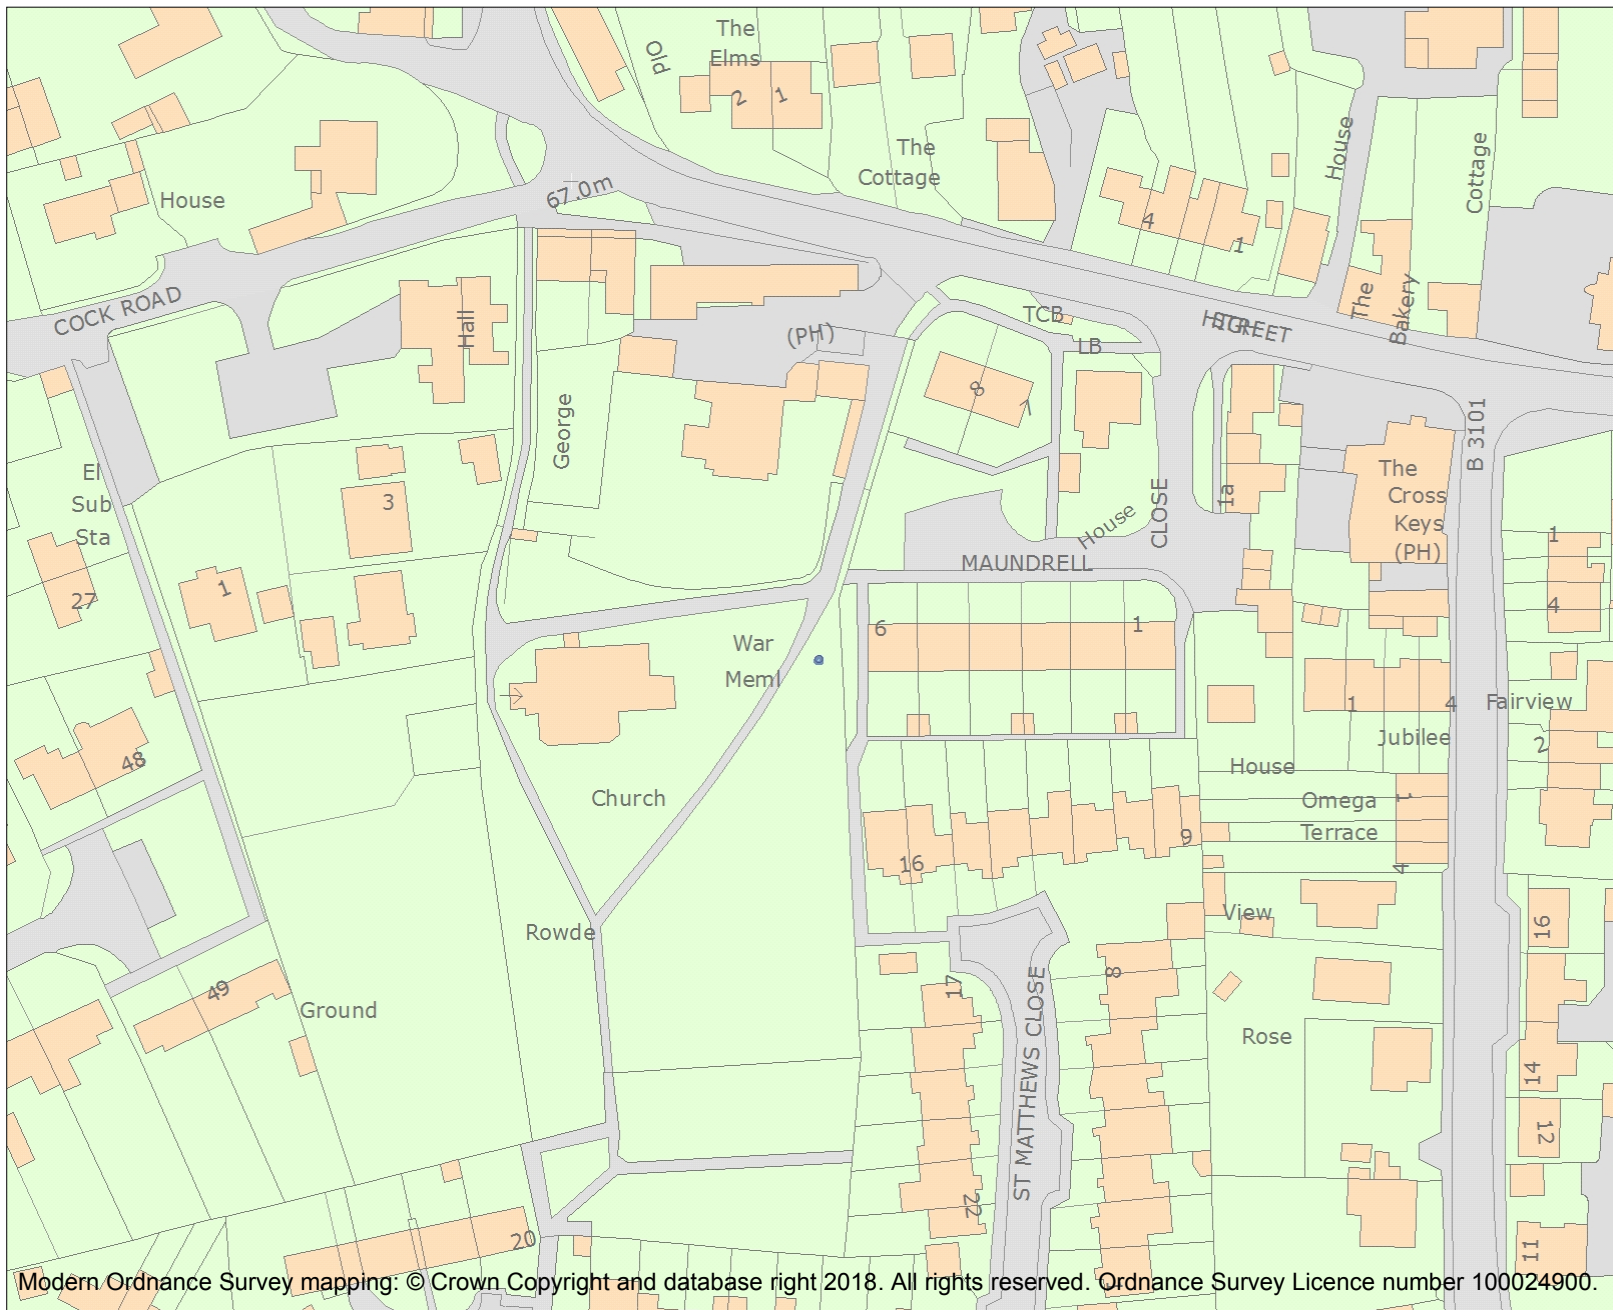 The
Elms
Old
2
1
The
Cottage
House
67.0m
House
Cottage
4
1
COCK ROAD
Hall
(PH)
TCB
HIGH
STREET
The
Bakery
LB
George
8
7
B 3101
El
Sub
Sta
3
1a
The
Cross
Keys
(PH)
House
CLOSE
MAUNDRELL
1
4
27
1
War
Meml
6
1
48
1
4
Fairview
2
Jubilee
House
Church
Omega
Terrace
1
4
16
9
Rowde
View
16
49
Ground
17
8
Rose
ST MATTHEWS CLOSE
14
12
22
20
11
Modern Ordnance Survey mapping: © Crown Copyright and database right 2018. All rights reserved. Ordnance Survey Licence number 100024900.